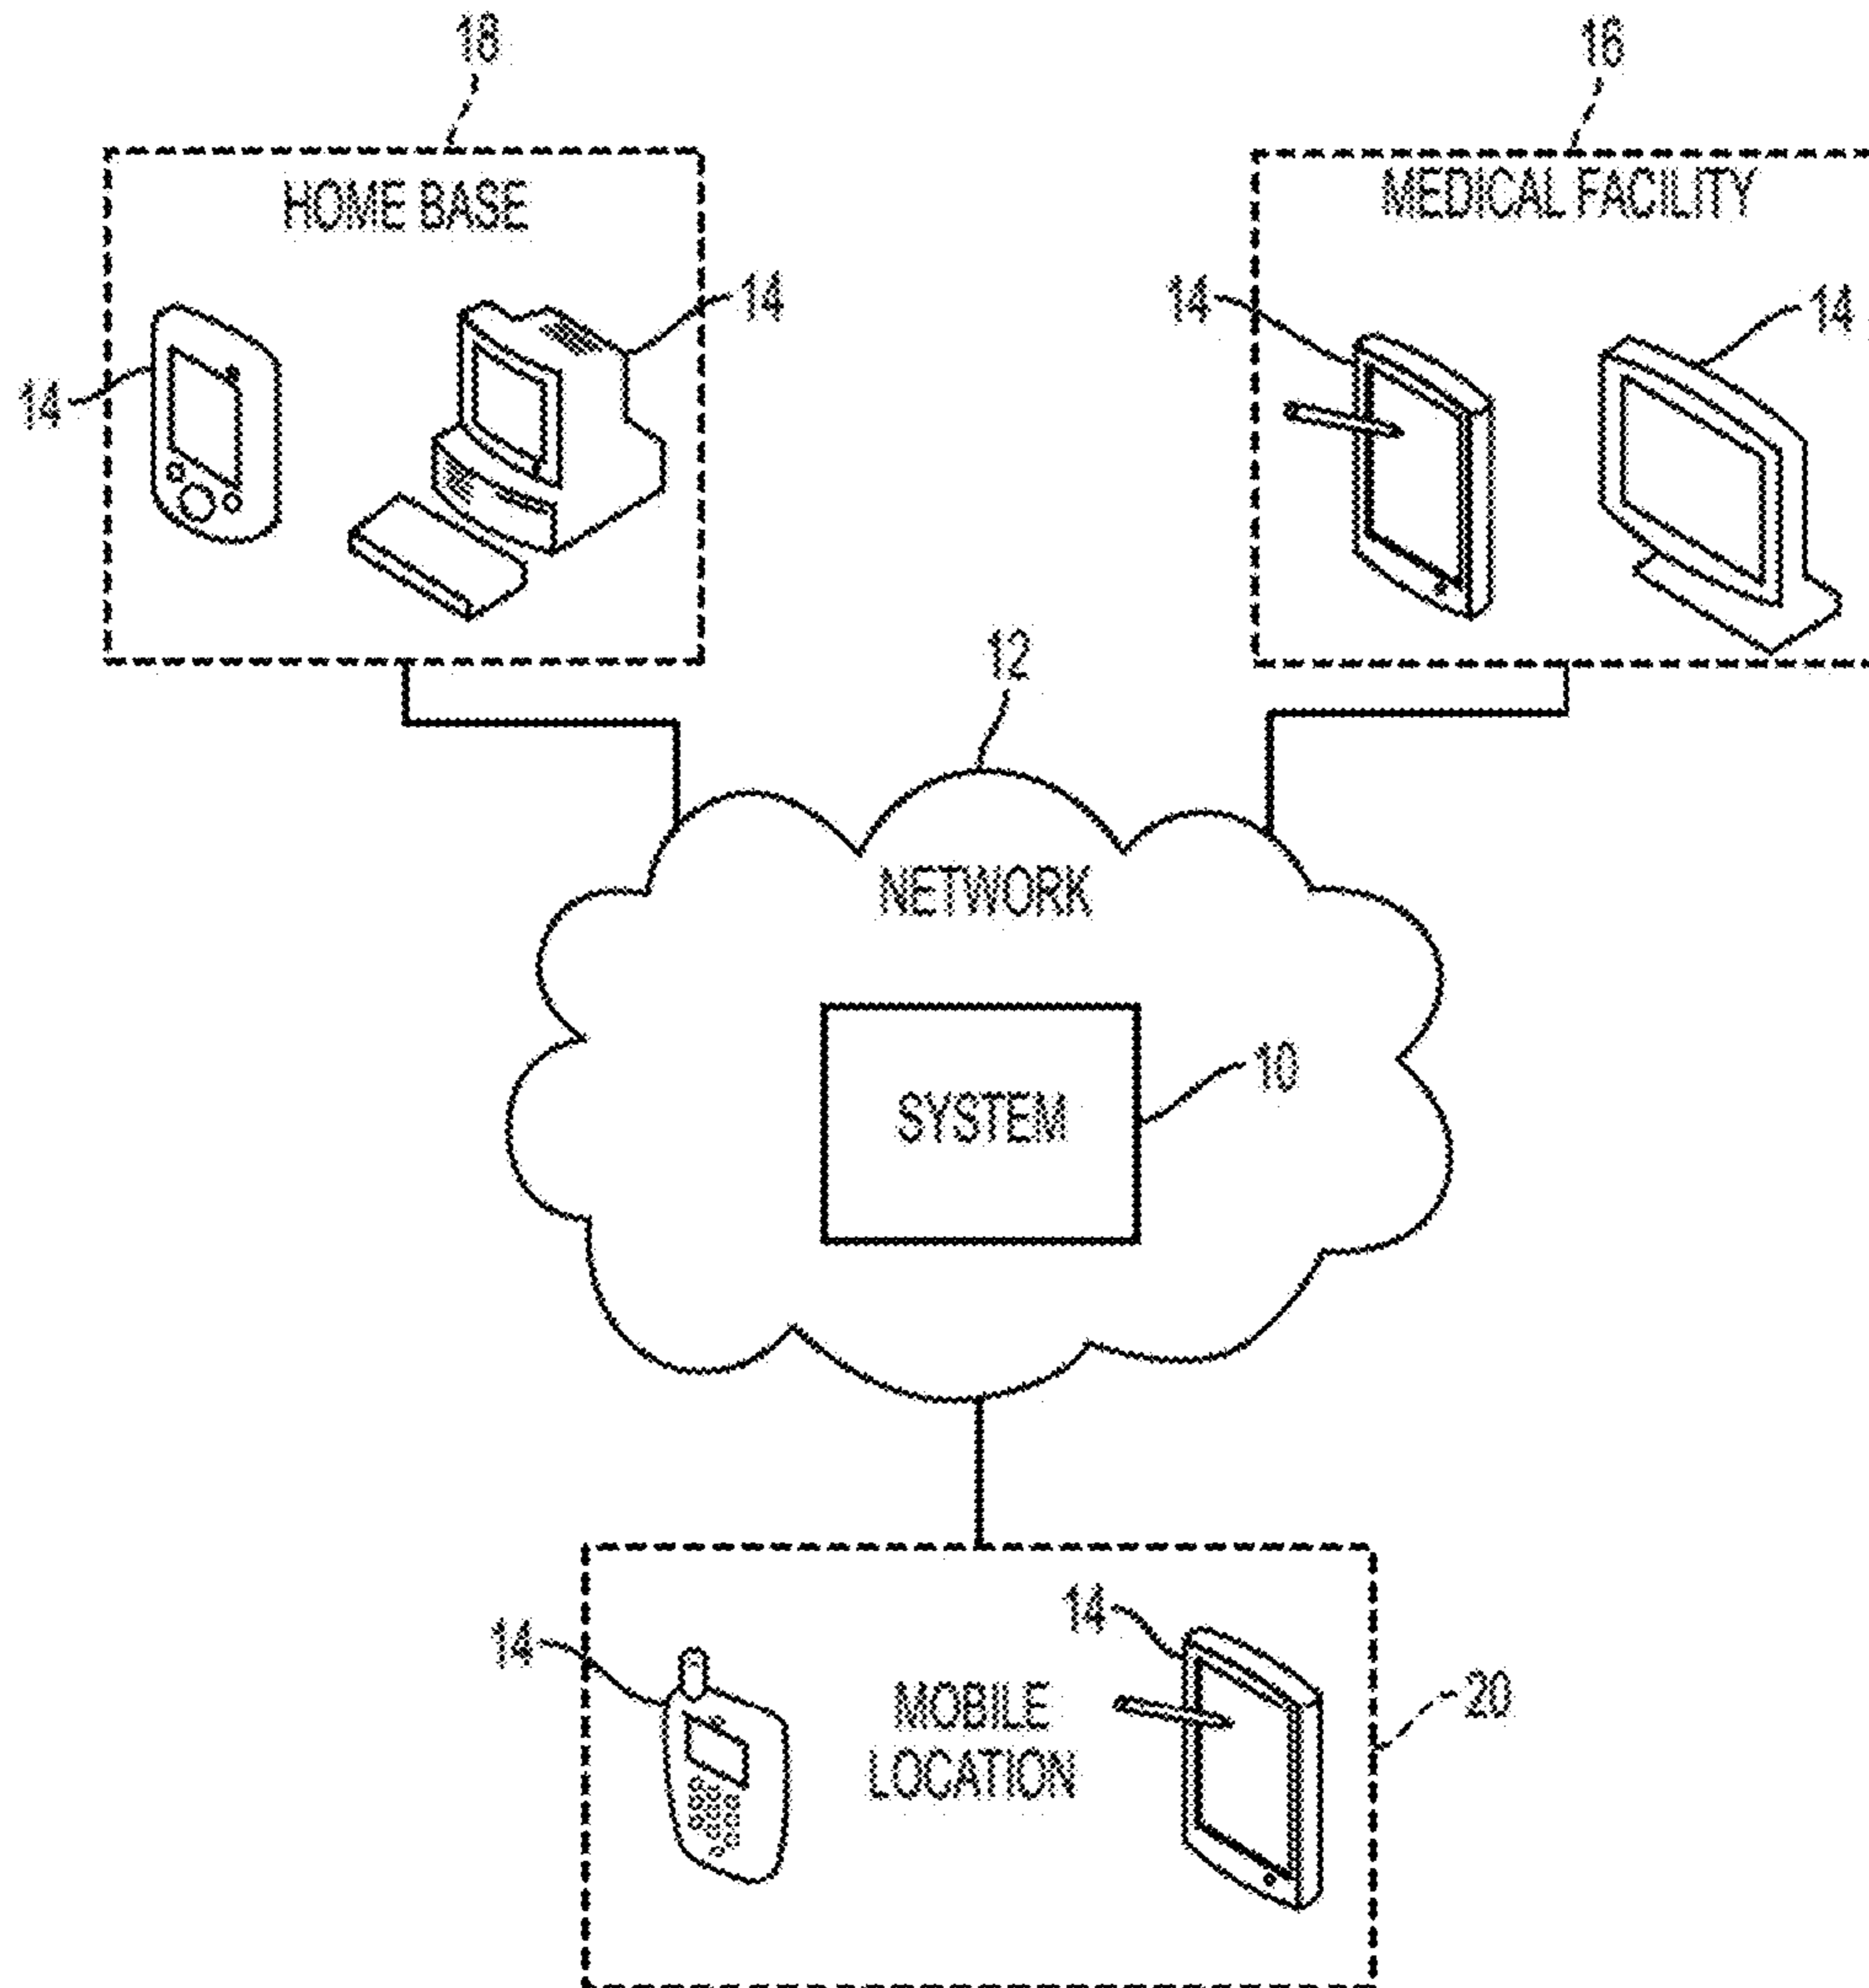 18
16
HOME BASE
MEDICAL FACILITY
14
14
14
14
12
NETWORK
10
SYSTEM
14
14
20
MOBILE
LOCATION